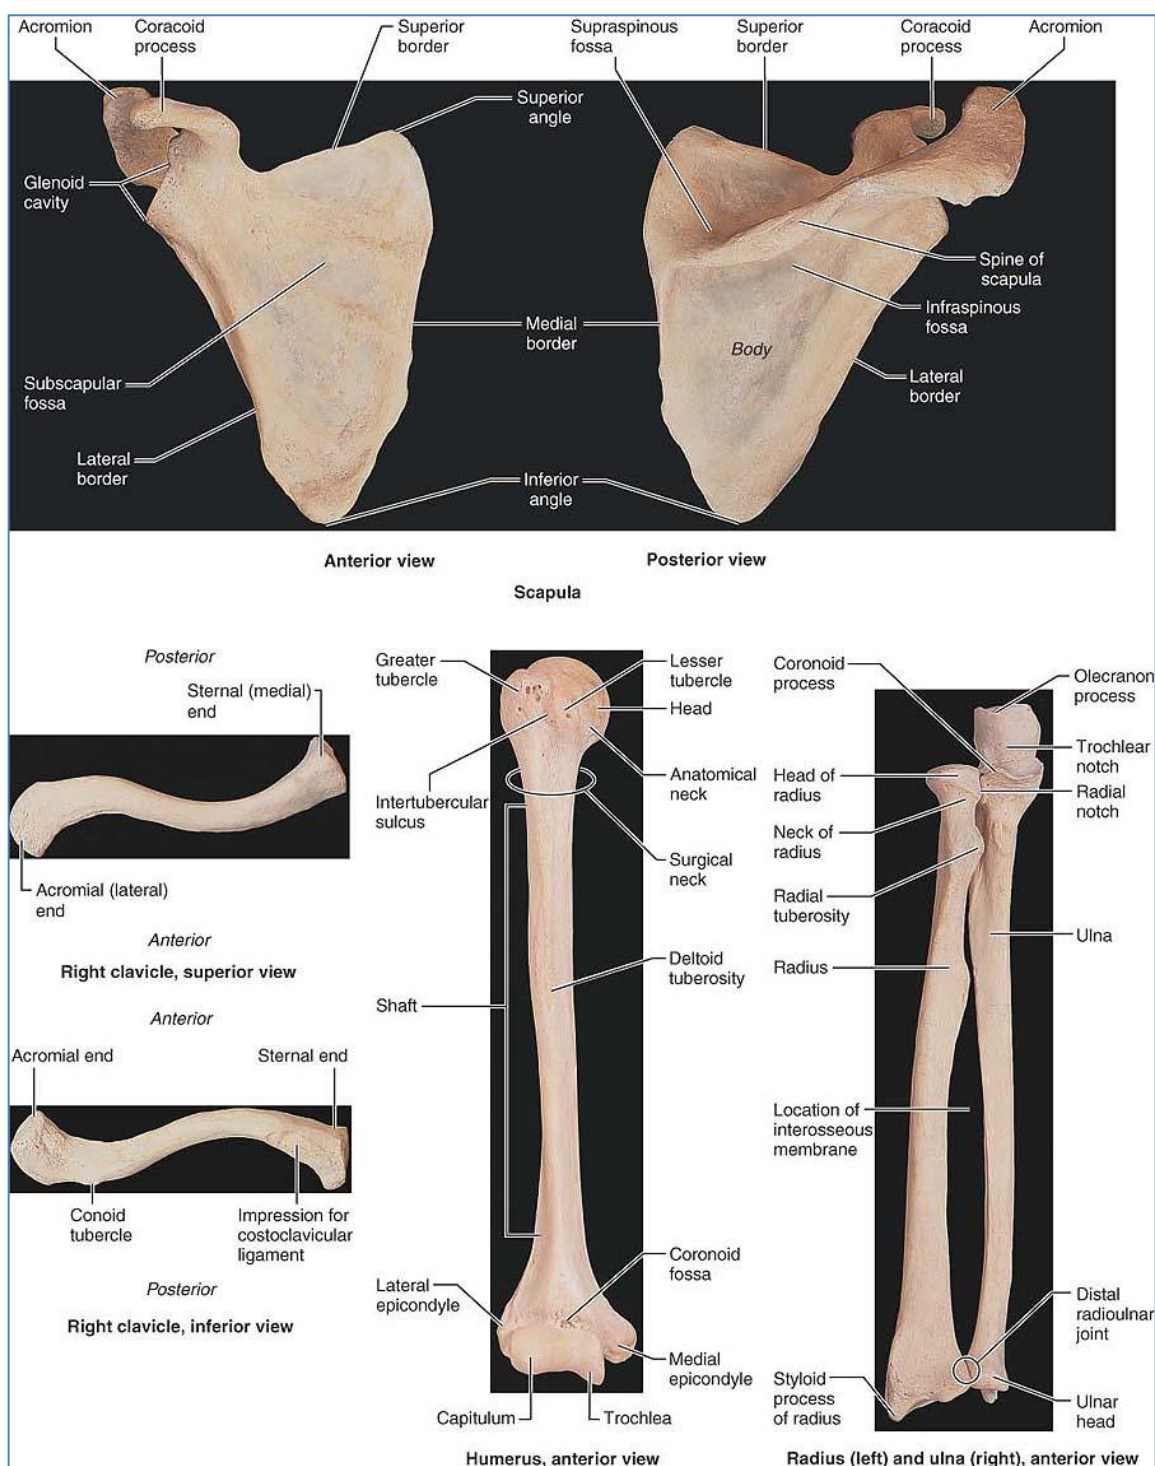 Acromion
Coracoid
process
Superior
border
Supraspinous
fossa
Superior
border
Coracoid
process
Acromion
Superior
angle
Glenoid
cavity
Spine of
scapula
Infraspinous
fossa
Medial
border
Body
Subscapular
fossa
Lateral
border
Lateral
border
Inferior
angle
Anterior view
Posterior view
Scapula
Posterior
Sternal (medial)
end
Acromial (lateral)
end
Anterior
Right clavicle, superior view
Anterior
Acromial end
Sternal end
Conoid
tubercle
Impression for
costoclavicular
ligament
Posterior
Right clavicle, inferior view
Greater
tubercle
Lesser
tubercle
Head
Anatomical
neck
Intertubercular
sulcus
Surgical
neck
Deltoid
tuberosity
Shaft
Coronoid
fossa
Lateral
epicondyle
Medial
epicondyle
Capitulum
Trochlea
Humerus, anterior view
Coronoid
process
Olecranon
process
Trochlear
notch
Head of
radius
Radial
notch
Neck of
radius
Radial
tuberosity
Ulna
Radius
Location of
interosseous
membrane
Distal
radioulnar
joint
Styloid
process
of radius
Ulnar
head
Radius (left) and ulna (right), anterior view